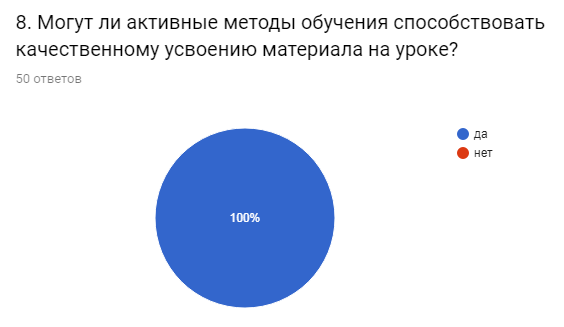 8. Могут ли активные методы обучения способствовать
качественному усвоению материала на уроке?
50 ответов
да
нет
100%